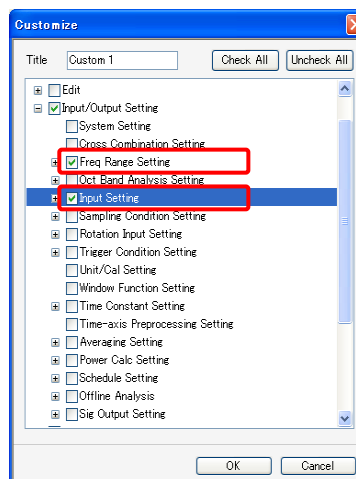 Customize
Title Custom 1 Check All Uncheck All
Edit
Input/Output Setting
System Setting
Cross Combination Setting
Freq Range Setting
Oct Band Analysis Setting
Input Setting
Sampling Condition Setting
Rotation Input Setting
Trigger Condition Setting
Unit/Cal Setting
Window Function Setting
Time Constant Setting
Time-axis Preprocessing Setting
Averaging Setting
Power Calc Setting
Schedule Setting
Offline Analysis
Sig Output Setting
OK Cancel